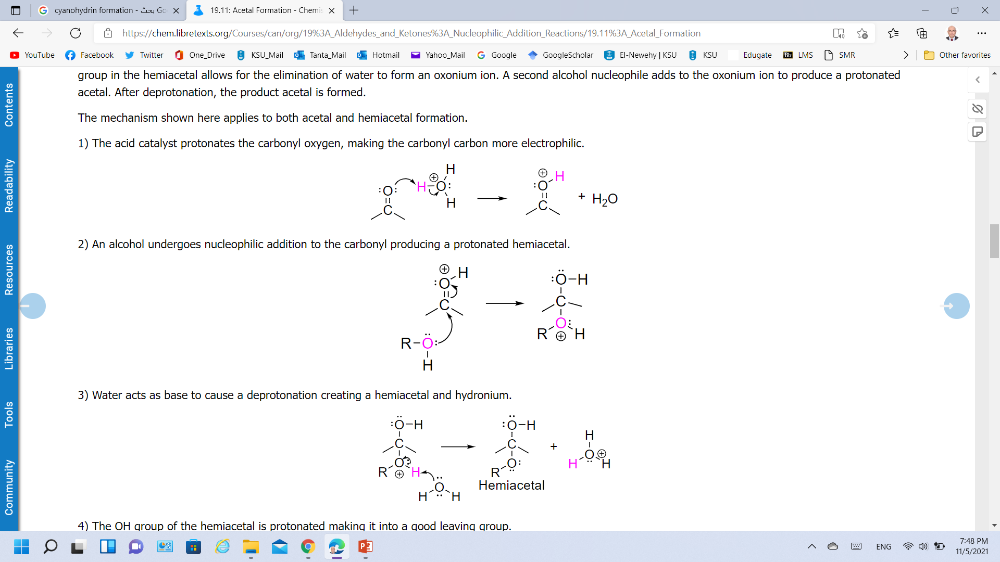 cyanohydrin formation - بحث Go
19.11: Acetal Formation - Chemis
https://chem.libretexts.org/Courses/can/org/19%3A_Aldehydes_and_Ketones%3A_Nucleophilic_Addition_Reactions/19.11%3A_Acetal_Formation
YouTube Facebook Twitter One_Drive KSU_Mail Tanta_Mail Hotmail Yahoo_Mail Google GoogleScholar El-Newehy | KSU KSU Edugate Bb LMS SMR Other favorites
Contents
Readability
Resources
Libraries
Tools
Community
group in the hemiacetal allows for the elimination of water to form an oxonium ion. A second alcohol nucleophile adds to the oxonium ion to produce a protonated
acetal. After deprotonation, the product acetal is formed.
The mechanism shown here applies to both acetal and hemiacetal formation.
1) The acid catalyst protonates the carbonyl oxygen, making the carbonyl carbon more electrophilic.
:O: H–O: H H C
⊕ :O H C + H₂O
2) An alcohol undergoes nucleophilic addition to the carbonyl producing a protonated hemiacetal.
⊕ H :O C R–O: H
:O–H C R O: H ⊕
3) Water acts as base to cause a deprotonation creating a hemiacetal and hydronium.
:O–H C R O: ⊕ H H O H
:O–H C R O: + H O ⊕ H H
Hemiacetal
4) The OH group of the hemiacetal is protonated making it into a good leaving group.
ENG
7:48 PM
11/5/2021